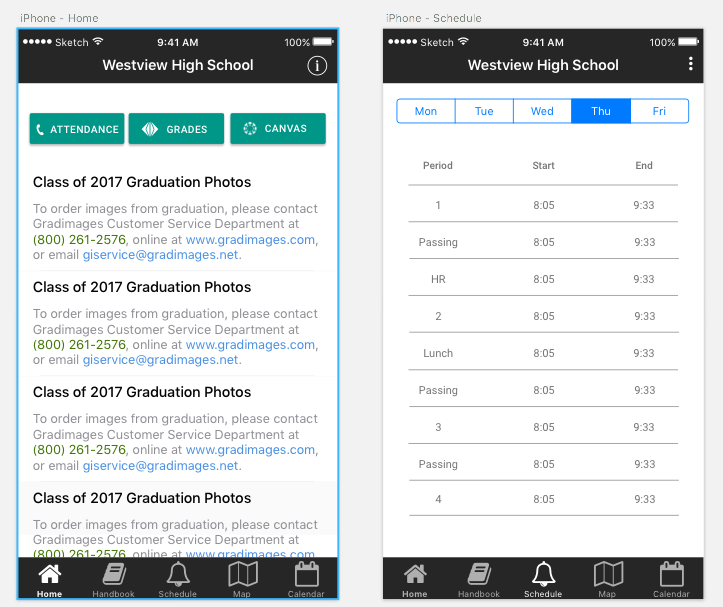 iPhone - Home
Sketch 9:41 AM 100%
Westview High School
ATTENDANCE GRADES CANVAS
Class of 2017 Graduation Photos
To order images from graduation, please contact
Gradimages Customer Service Department at
(800) 261-2576, online at www.gradimages.com,
or email giservice@gradimages.net.
Class of 2017 Graduation Photos
To order images from graduation, please contact
Gradimages Customer Service Department at
(800) 261-2576, online at www.gradimages.com,
or email giservice@gradimages.net.
Class of 2017 Graduation Photos
To order images from graduation, please contact
Gradimages Customer Service Department at
(800) 261-2576, online at www.gradimages.com,
or email giservice@gradimages.net.
Class of 2017 Graduation Photos
To order images from graduation, please contact
Gradimages Customer Service Department at
(800) 261-2576, online at www.gradimages.com,
Home Handbook Schedule Map Calendar
iPhone - Schedule
Sketch 9:41 AM 100%
Westview High School
Mon Tue Wed Thu Fri
Period Start End
1 8:05 9:33
Passing 8:05 9:33
HR 8:05 9:33
2 8:05 9:33
Lunch 8:05 9:33
Passing 8:05 9:33
3 8:05 9:33
Passing 8:05 9:33
4 8:05 9:33
Home Handbook Schedule Map Calendar